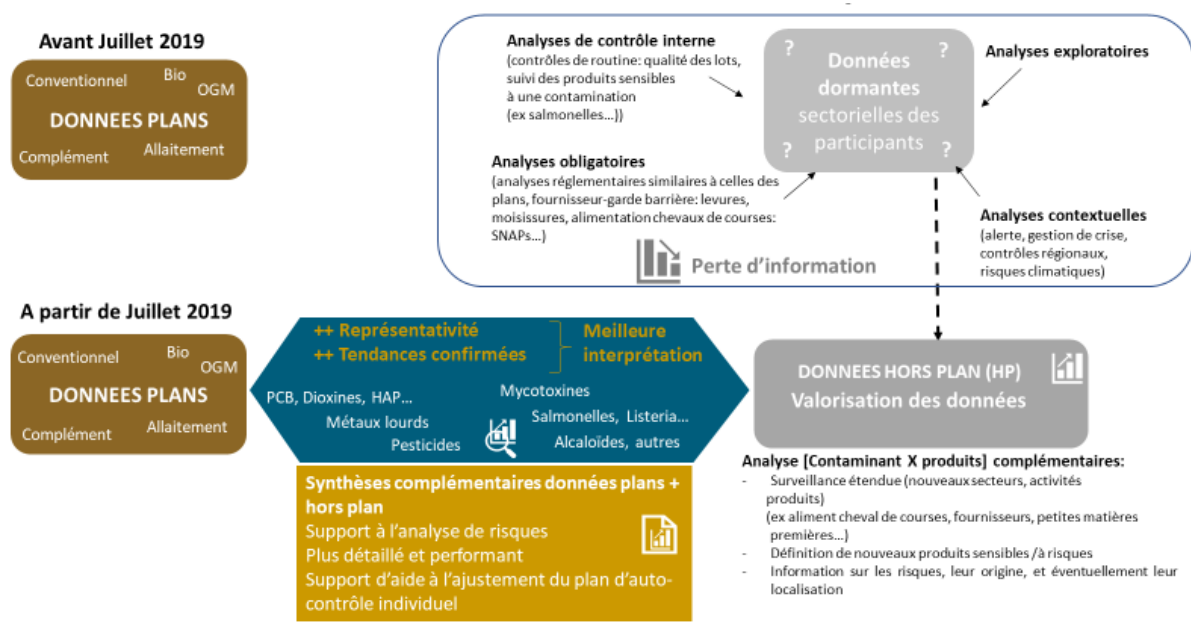 Avant Juillet 2019
Conventionnel
Bio
OGM
DONNEES PLANS
Complément
Allaitement
Analyses de contrôle interne
(contrôles de routine: qualité des lots,
suivi des produits sensibles
à une contamination
(ex salmonelles...))
Analyses obligatoires
(analyses réglementaires similaires à celles des
plans, fournisseur-garde barrière: levures,
moisissures, alimentation chevaux de courses:
SNAPs...)
? ?
Données
dormantes
sectorielles des
participants
? ?
Analyses exploratoires
Analyses contextuelles
(alerte, gestion de crise,
contrôles régionaux,
risques climatiques)
Perte d'information
A partir de Juillet 2019
Conventionnel
Bio
OGM
DONNEES PLANS
Complément
Allaitement
++ Représentativité
++ Tendances confirmées
Meilleure
interprétation
PCB, Dioxines, HAP...
Métaux lourds
Pesticides
Mycotoxines
Salmonelles, Listeria...
Alcaloïdes, autres
Synthèses complémentaires données plans +
hors plan
Support à l'analyse de risques
Plus détaillé et performant
Support d'aide à l'ajustement du plan d'auto-
contrôle individuel
DONNEES HORS PLAN (HP)
Valorisation des données
Analyse [Contaminant X produits] complémentaires:
- Surveillance étendue (nouveaux secteurs, activités
produits)
(ex aliment cheval de courses, fournisseurs, petites matières
premières...)
- Définition de nouveaux produits sensibles /à risques
- Information sur les risques, leur origine, et éventuellement leur
localisation